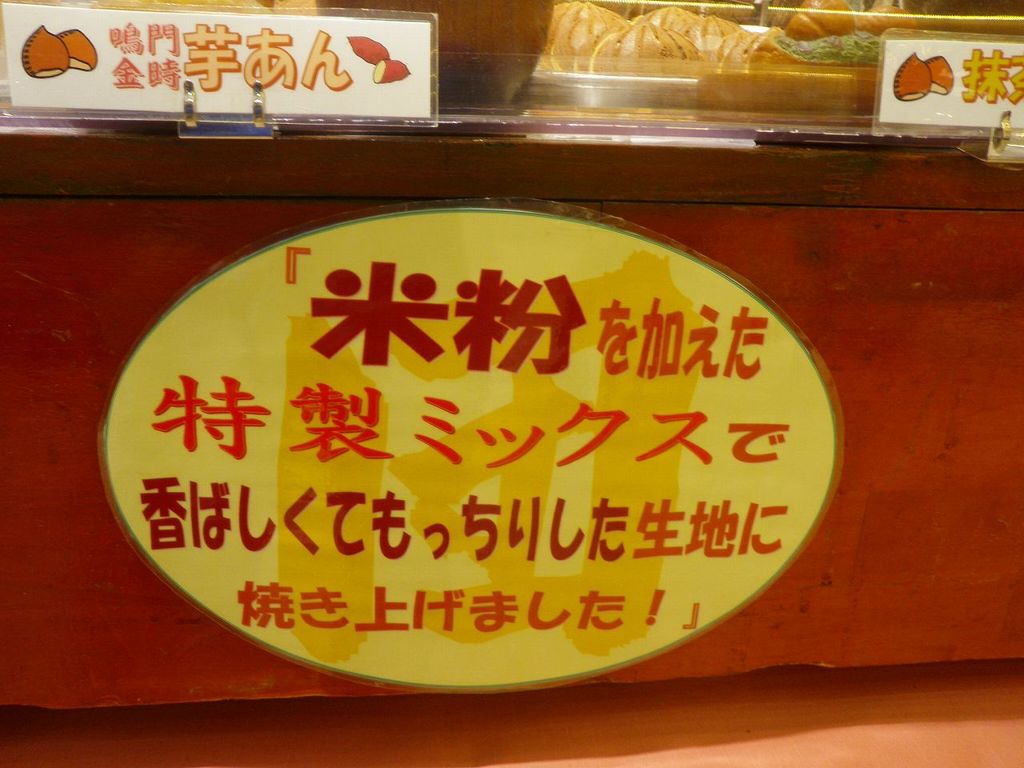 鳴門
金時 芋あん
抹
『米粉を加えた
特製ミックスで
香ばしくてもっちりした生地に
焼き上げました！』